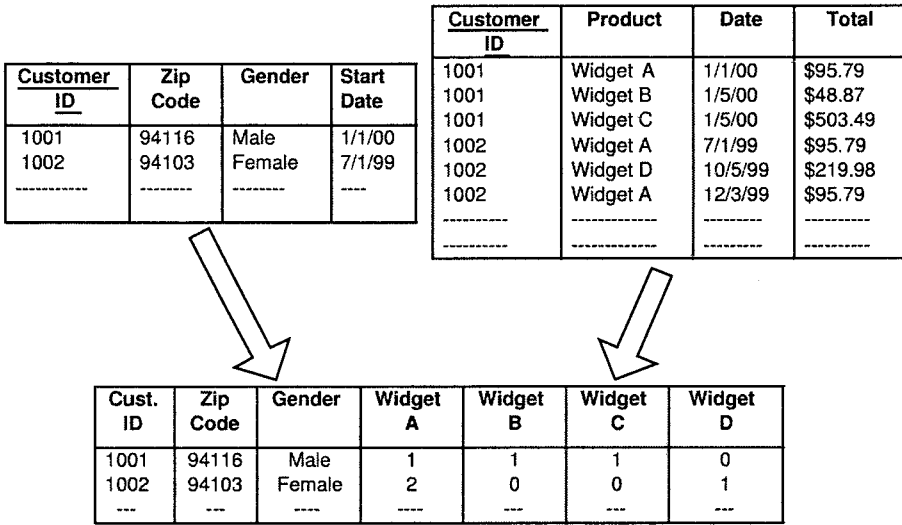 Customer ID Zip Code Gender Start Date
1001 94116 Male 1/1/00
1002 94103 Female 7/1/99
----------- -------- -------- ----
Customer ID Product Date Total
1001 Widget A 1/1/00 $95.79
1001 Widget B 1/5/00 $48.87
1001 Widget C 1/5/00 $503.49
1002 Widget A 7/1/99 $95.79
1002 Widget D 10/5/99 $219.98
1002 Widget A 12/3/99 $95.79
---------- ------------- --------- ----------
---------- ------------- --------- ----------
Cust. ID Zip Code Gender Widget A Widget B Widget C Widget D
1001 94116 Male 1 1 1 0
1002 94103 Female 2 0 0 1
--- --- ---- ---- --- --- ---